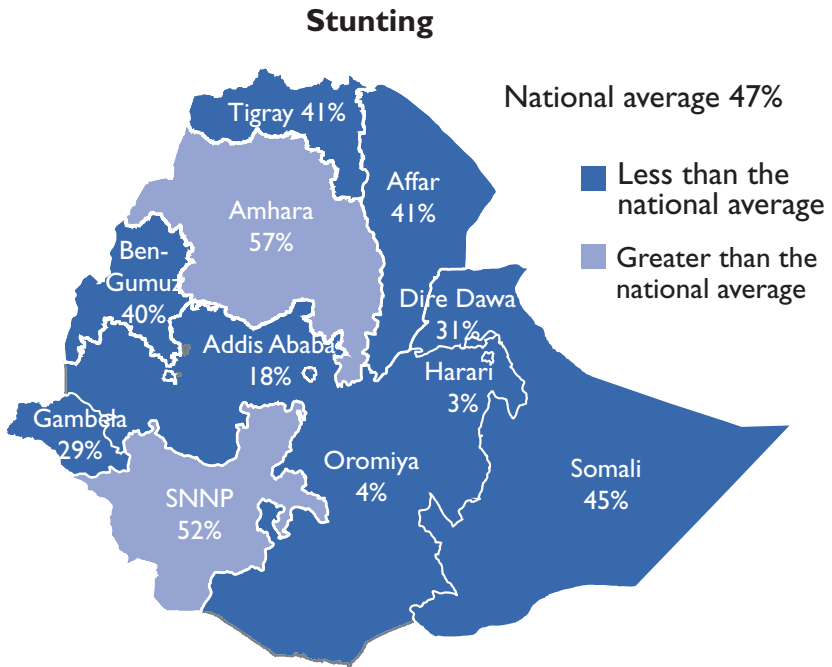 Stunting
National average 47%
Less than the
national average
Greater than the
national average
Tigray 41%
Affar
41%
Amhara
57%
Ben-
Gumuz
40%
Dire Dawa
31%
Addis Ababa
18%
Harari
3%
Gambela
29%
Oromiya
4%
Somali
45%
SNNP
52%